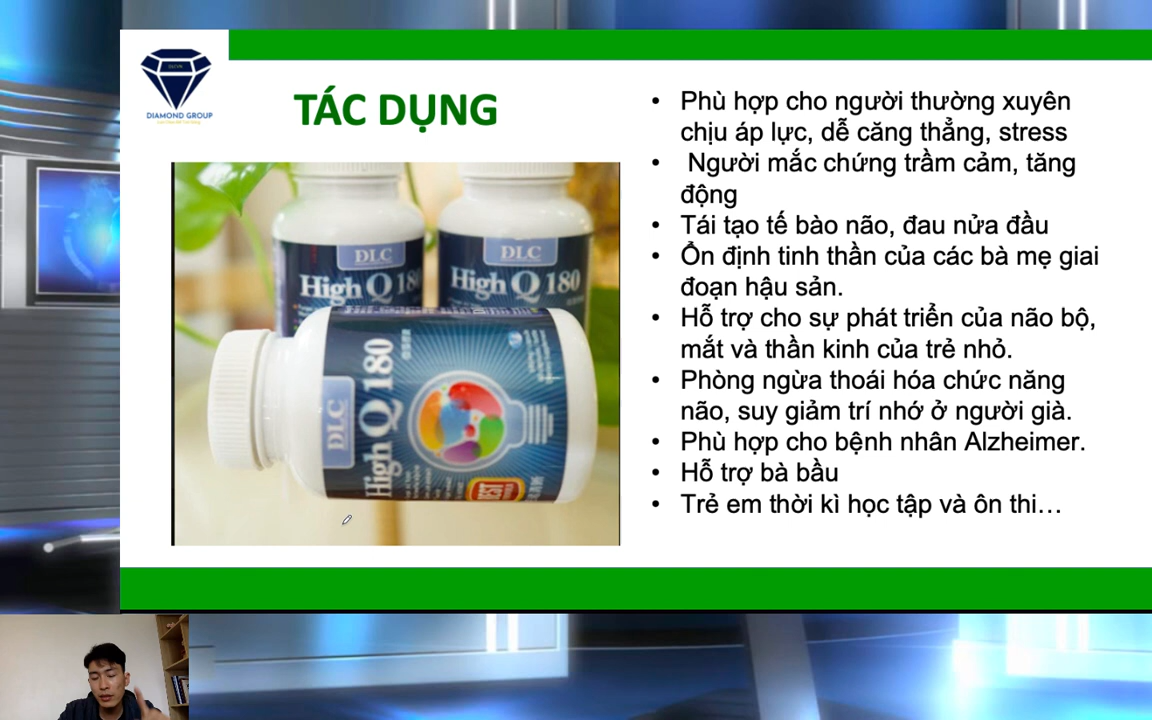 DIAMOND GROUP
TÁC DỤNG
DLC
High Q 180
DLC
High Q 180
DLC
High Q 180
BEST
• Phù hợp cho người thường xuyên
chịu áp lực, dễ căng thẳng, stress
• Người mắc chứng trầm cảm, tăng
động
• Tái tạo tế bào não, đau nửa đầu
• Ổn định tinh thần của các bà mẹ giai
đoạn hậu sản.
• Hỗ trợ cho sự phát triển của não bộ,
mắt và thần kinh của trẻ nhỏ.
• Phòng ngừa thoái hóa chức năng
não, suy giảm trí nhớ ở người già.
• Phù hợp cho bệnh nhân Alzheimer.
• Hỗ trợ bà bầu
• Trẻ em thời kì học tập và ôn thi…